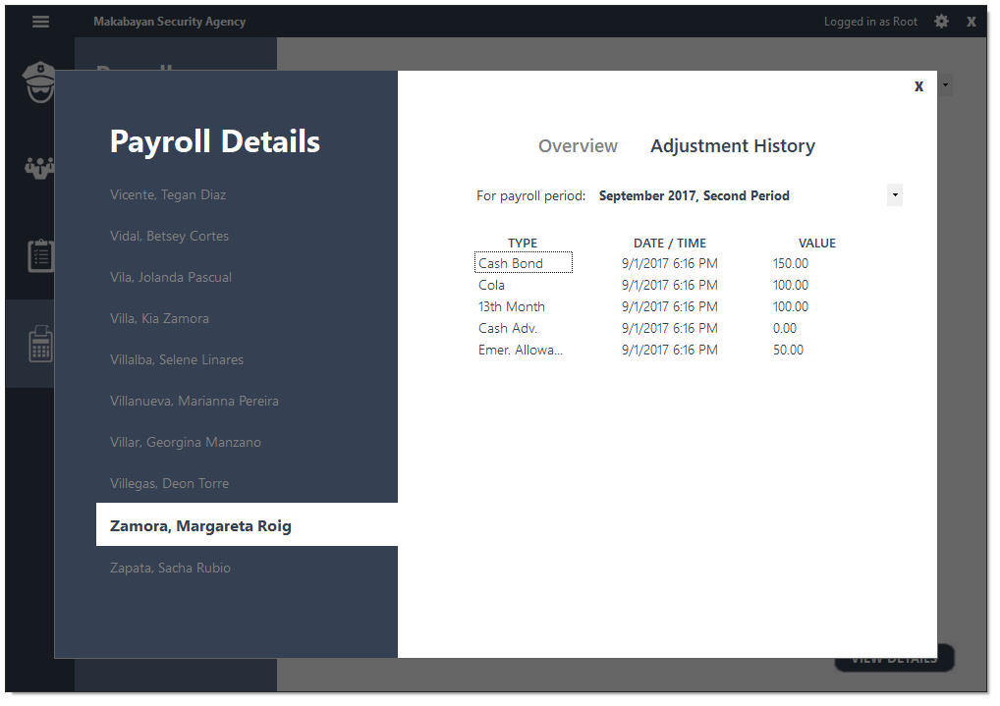 Makabayan Security Agency
Logged in as Root
X
X
Payroll Details
Vicente, Tegan Diaz
Vidal, Betsey Cortes
Vila, Jolanda Pascual
Villa, Kia Zamora
Villalba, Selene Linares
Villanueva, Marianna Pereira
Villar, Georgina Manzano
Villegas, Deon Torre
Zamora, Margareta Roig
Zapata, Sacha Rubio
Overview Adjustment History
For payroll period: September 2017, Second Period
TYPE DATE / TIME VALUE
Cash Bond 9/1/2017 6:16 PM 150.00
Cola 9/1/2017 6:16 PM 100.00
13th Month 9/1/2017 6:16 PM 100.00
Cash Adv. 9/1/2017 6:16 PM 0.00
Emer. Allowa... 9/1/2017 6:16 PM 50.00
VIEW DETAILS